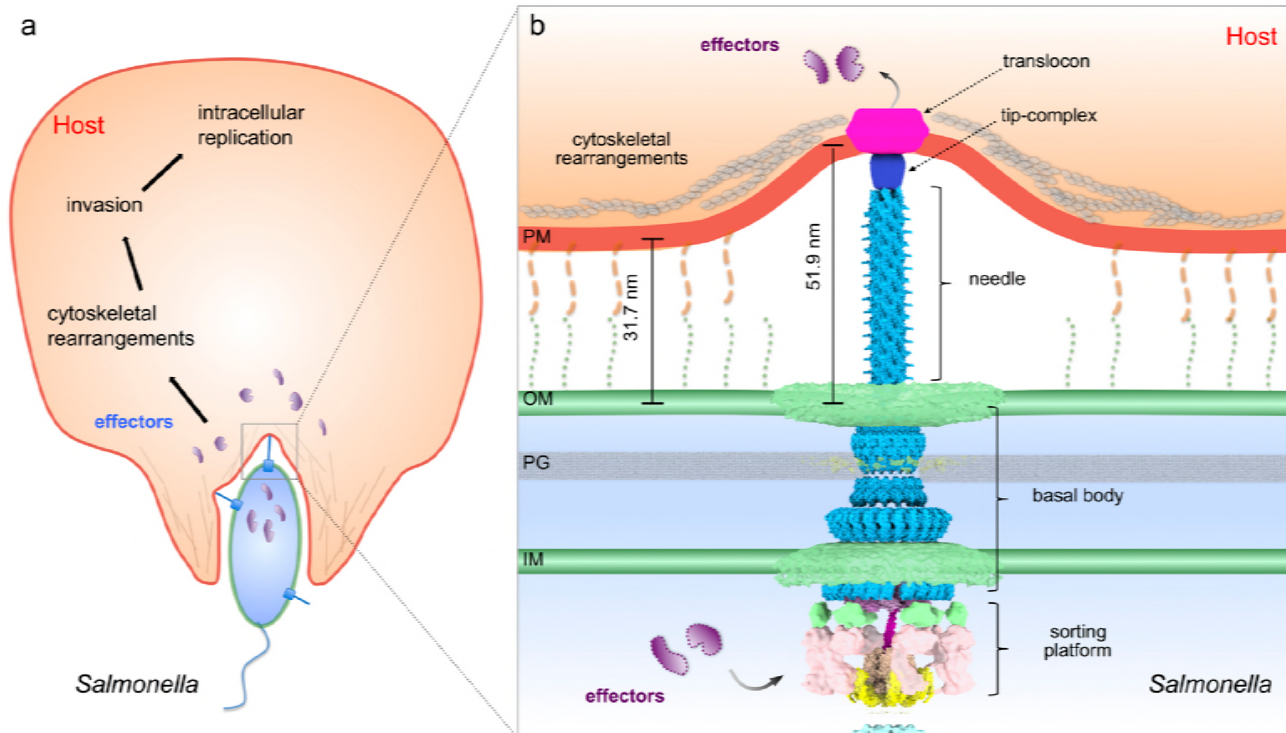 a
Host
intracellular
replication
invasion
cytoskeletal
rearrangements
effectors
Salmonella
b
effectors
Host
translocon
tip-complex
cytoskeletal
rearrangements
PM
51.9 nm
31.7 nm
needle
OM
PG
basal body
IM
sorting
platform
effectors
Salmonella